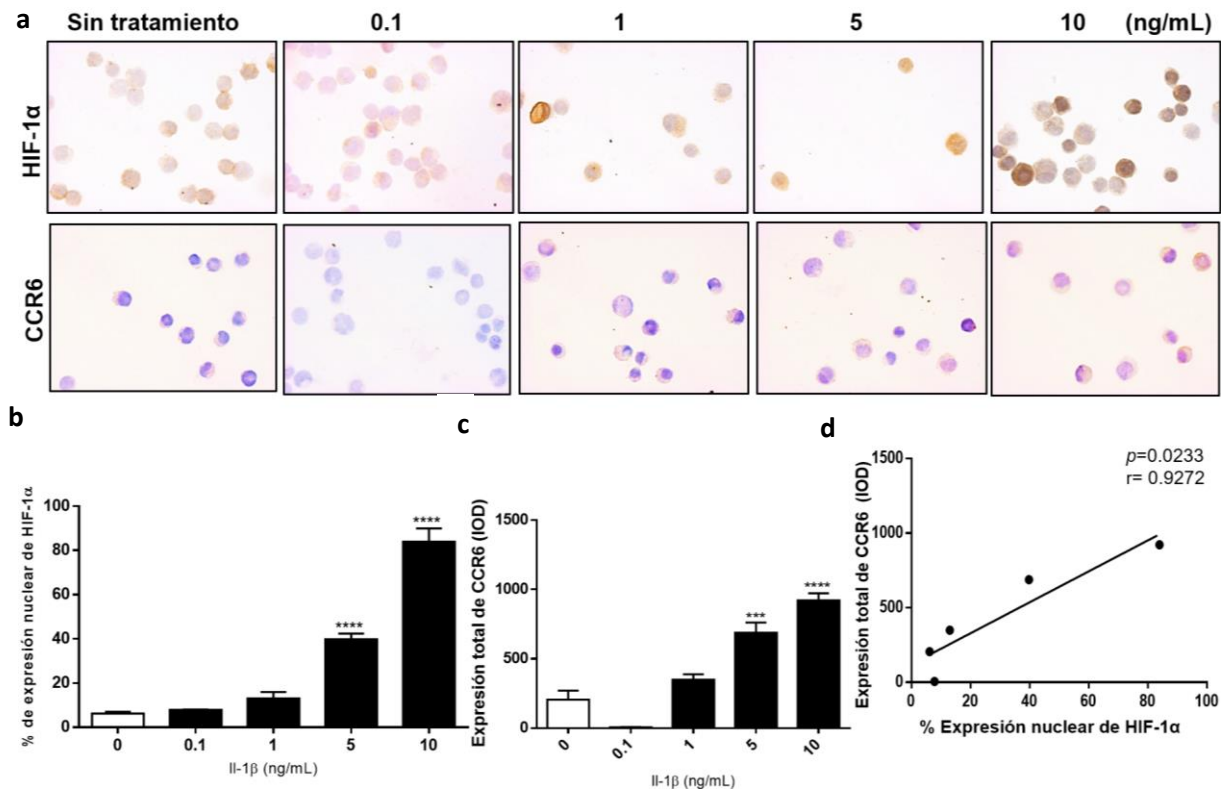 a
Sin tratamiento 0.1 1 5 10 (ng/mL)
HIF-1α
CCR6
b
% de expresión nuclear de HIF-1α
100
80
60
40
20
0
****
****
0 0.1 1 5 10
Il-1β (ng/mL)
c
Expresión total de CCR6 (IOD)
1500
1000
500
0
***
****
0 0.1 1 5 10
Il-1β (ng/mL)
d
p=0.0233
r= 0.9272
Expresión total de CCR6 (IOD)
1500
1000
500
0
0 20 40 60 80 100
% Expresión nuclear de HIF-1α